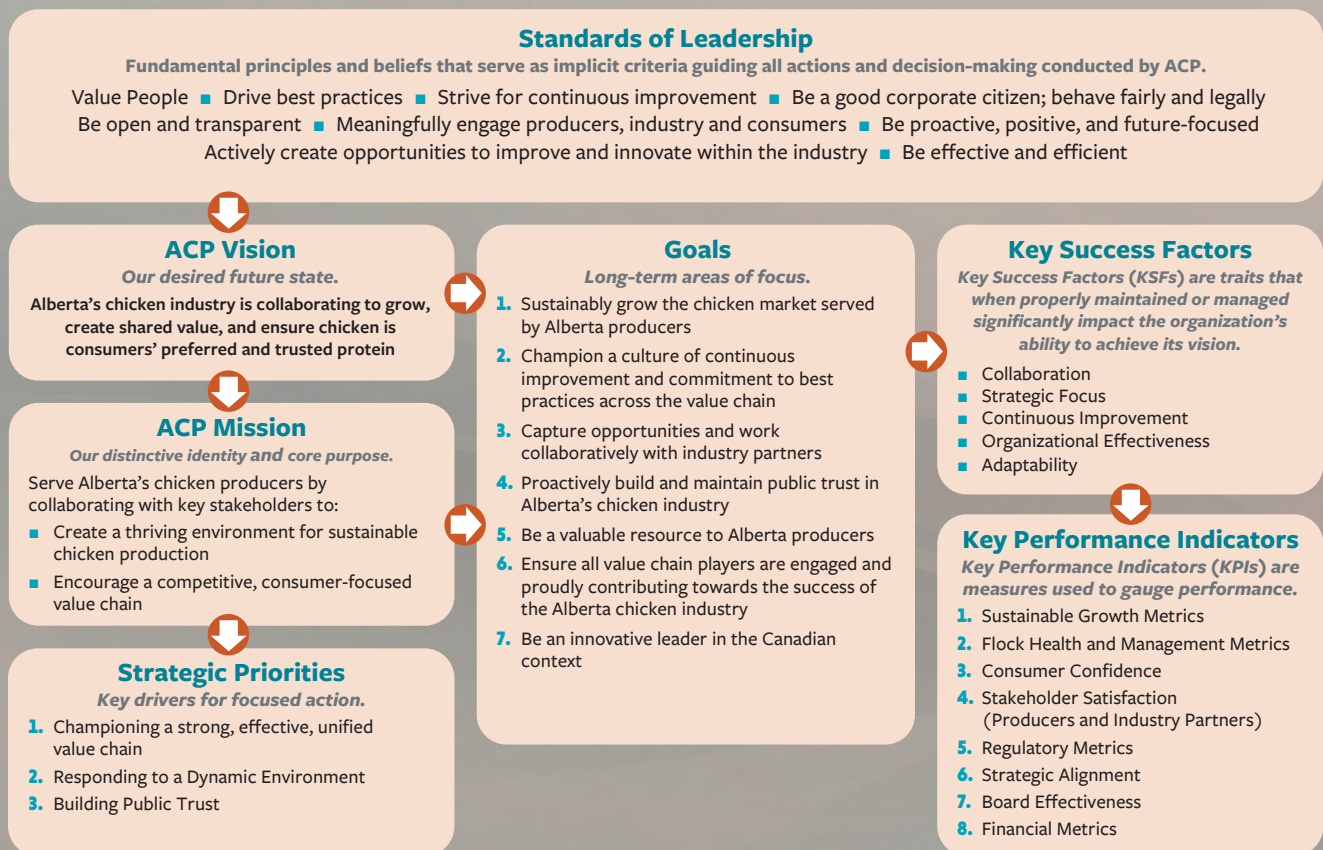 Standards of Leadership
Fundamental principles and beliefs that serve as implicit criteria guiding all actions and decision-making conducted by ACP.
Value People ■ Drive best practices ■ Strive for continuous improvement ■ Be a good corporate citizen; behave fairly and legally
Be open and transparent ■ Meaningfully engage producers, industry and consumers ■ Be proactive, positive, and future-focused
Actively create opportunities to improve and innovate within the industry ■ Be effective and efficient
ACP Vision
Our desired future state.
Alberta's chicken industry is collaborating to grow,
create shared value, and ensure chicken is
consumers' preferred and trusted protein
ACP Mission
Our distinctive identity and core purpose.
Serve Alberta's chicken producers by
collaborating with key stakeholders to:
■ Create a thriving environment for sustainable
chicken production
■ Encourage a competitive, consumer-focused
value chain
Strategic Priorities
Key drivers for focused action.
1. Championing a strong, effective, unified
value chain
2. Responding to a Dynamic Environment
3. Building Public Trust
Goals
Long-term areas of focus.
1. Sustainably grow the chicken market served
by Alberta producers
2. Champion a culture of continuous
improvement and commitment to best
practices across the value chain
3. Capture opportunities and work
collaboratively with industry partners
4. Proactively build and maintain public trust in
Alberta's chicken industry
5. Be a valuable resource to Alberta producers
6. Ensure all value chain players are engaged and
proudly contributing towards the success of
the Alberta chicken industry
7. Be an innovative leader in the Canadian
context
Key Success Factors
Key Success Factors (KSFs) are traits that
when properly maintained or managed
significantly impact the organization's
ability to achieve its vision.
■ Collaboration
■ Strategic Focus
■ Continuous Improvement
■ Organizational Effectiveness
■ Adaptability
Key Performance Indicators
Key Performance Indicators (KPIs) are
measures used to gauge performance.
1. Sustainable Growth Metrics
2. Flock Health and Management Metrics
3. Consumer Confidence
4. Stakeholder Satisfaction
(Producers and Industry Partners)
5. Regulatory Metrics
6. Strategic Alignment
7. Board Effectiveness
8. Financial Metrics